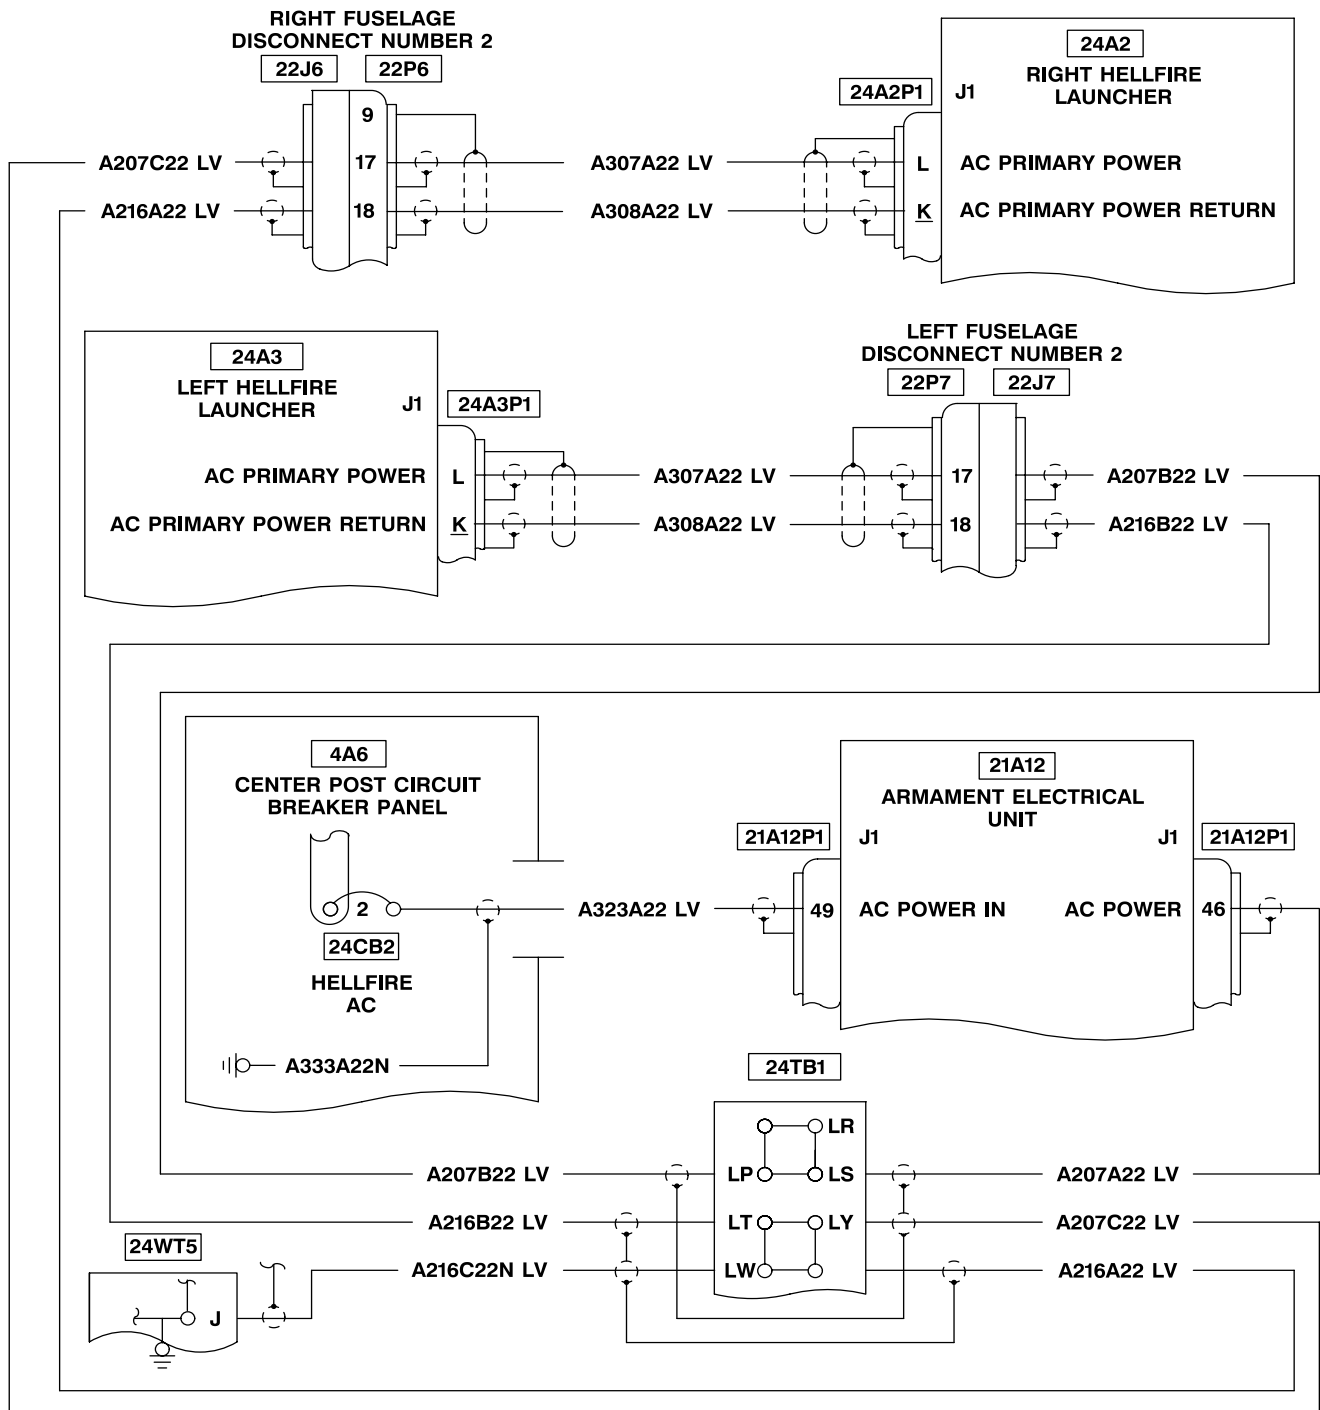 RIGHT FUSELAGE
DISCONNECT NUMBER 2
22J6 22P6
9
A207C22 LV 17 A307A22 LV
A216A22 LV 18 A308A22 LV
24A2
RIGHT HELLFIRE
LAUNCHER
24A2P1 J1
L AC PRIMARY POWER
K AC PRIMARY POWER RETURN
24A3
LEFT HELLFIRE
LAUNCHER
J1 24A3P1
AC PRIMARY POWER L
AC PRIMARY POWER RETURN K
LEFT FUSELAGE
DISCONNECT NUMBER 2
22P7 22J7
A307A22 LV 17 A207B22 LV
A308A22 LV 18 A216B22 LV
4A6
CENTER POST CIRCUIT
BREAKER PANEL
2
24CB2
HELLFIRE
AC
A333A22N
A323A22 LV
21A12
ARMAMENT ELECTRICAL
UNIT
21A12P1 J1 J1 21A12P1
49 AC POWER IN AC POWER 46
24TB1
LR
A207B22 LV LP LS A207A22 LV
A216B22 LV LT LY A207C22 LV
A216C22N LV LW A216A22 LV
24WT5
J